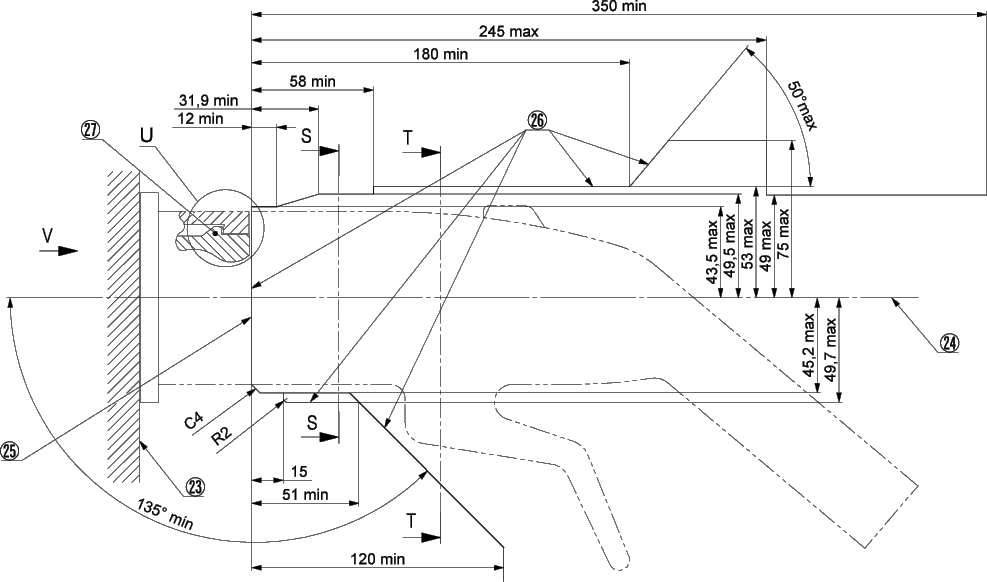 350 min
245 max
180 min
58 min
31,9 min
12 min
㉗
U
S
T
㉖
50°max
V
43,5 max
49,5 max
53 max
49 max
75 max
45,2 max
49,7 max
㉔
C4
R2
S
㉕
㉓
15
51 min
135° min
T
120 min